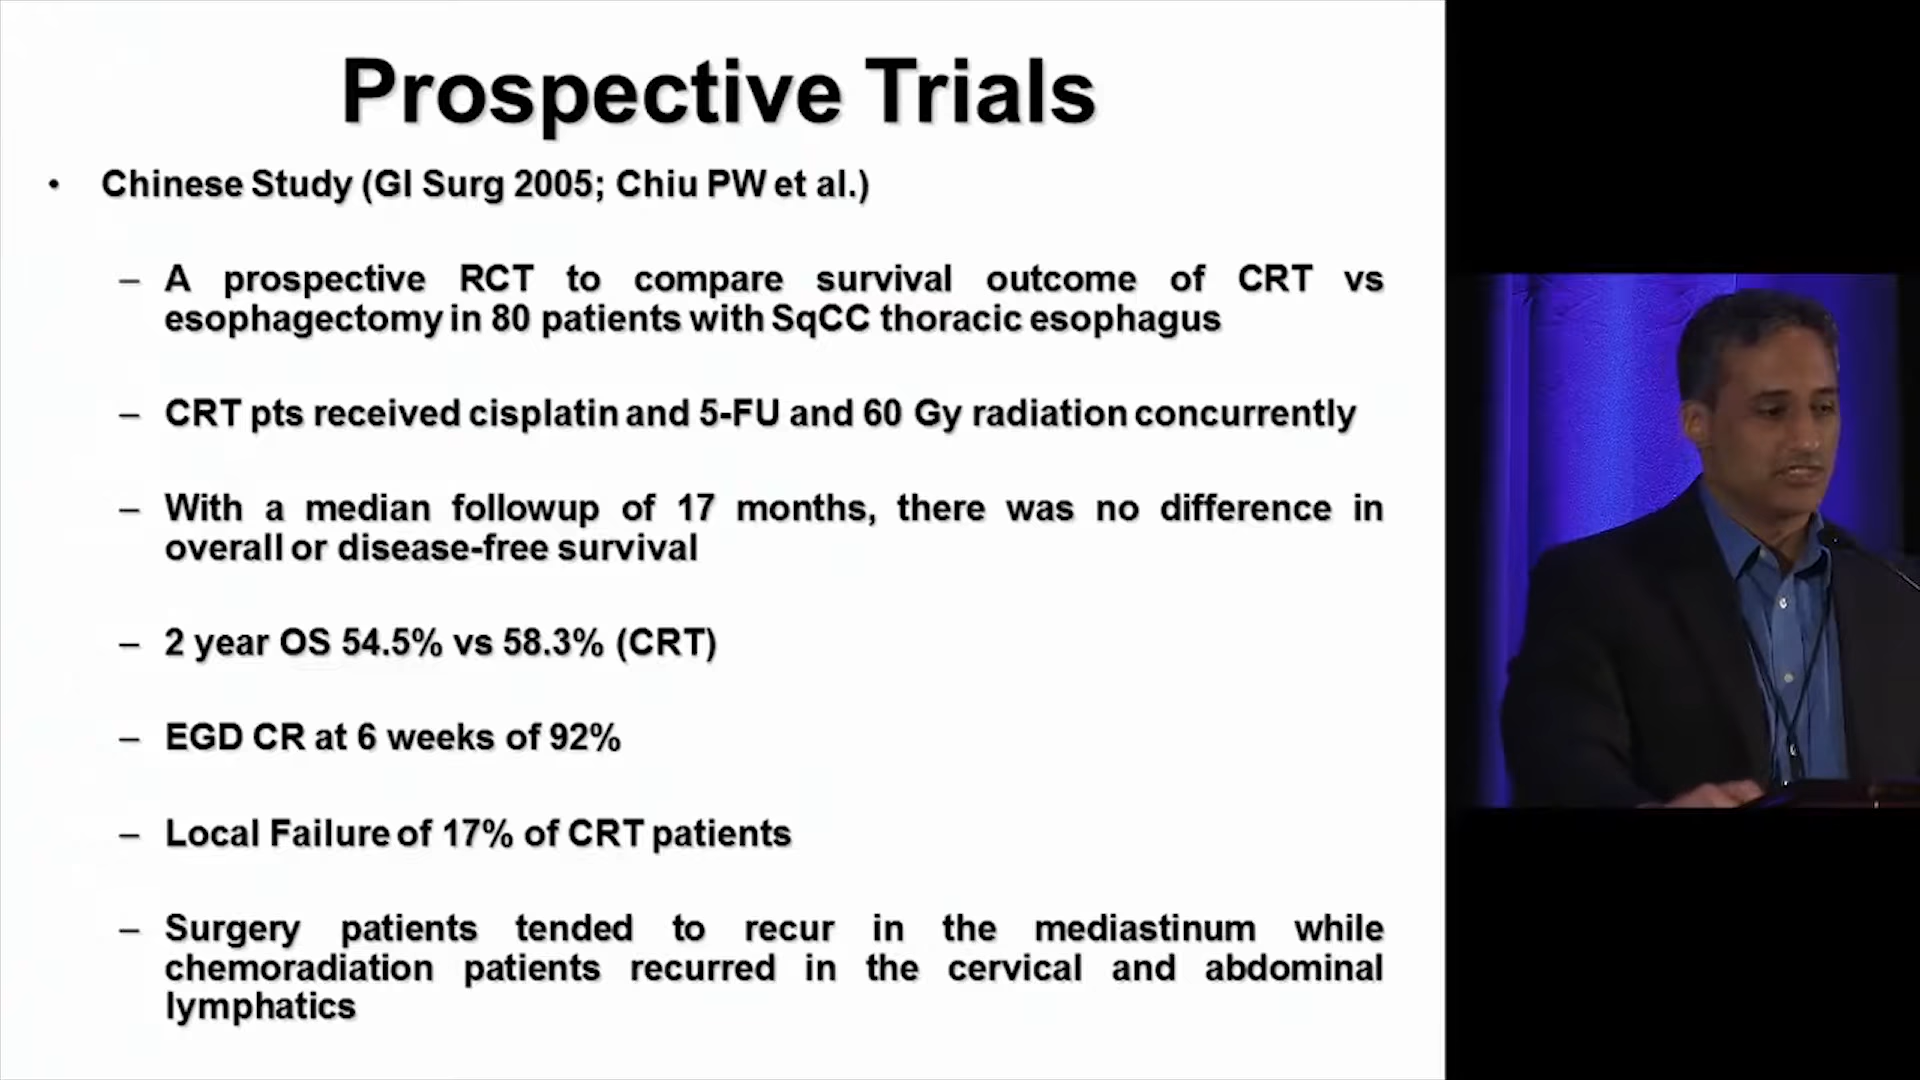 Prospective Trials
• Chinese Study (GI Surg 2005; Chiu PW et al.)
– A prospective RCT to compare survival outcome of CRT vs
esophagectomy in 80 patients with SqCC thoracic esophagus
– CRT pts received cisplatin and 5-FU and 60 Gy radiation concurrently
– With a median followup of 17 months, there was no difference in
overall or disease-free survival
– 2 year OS 54.5% vs 58.3% (CRT)
– EGD CR at 6 weeks of 92%
– Local Failure of 17% of CRT patients
– Surgery patients tended to recur in the mediastinum while
chemoradiation patients recurred in the cervical and abdominal
lymphatics